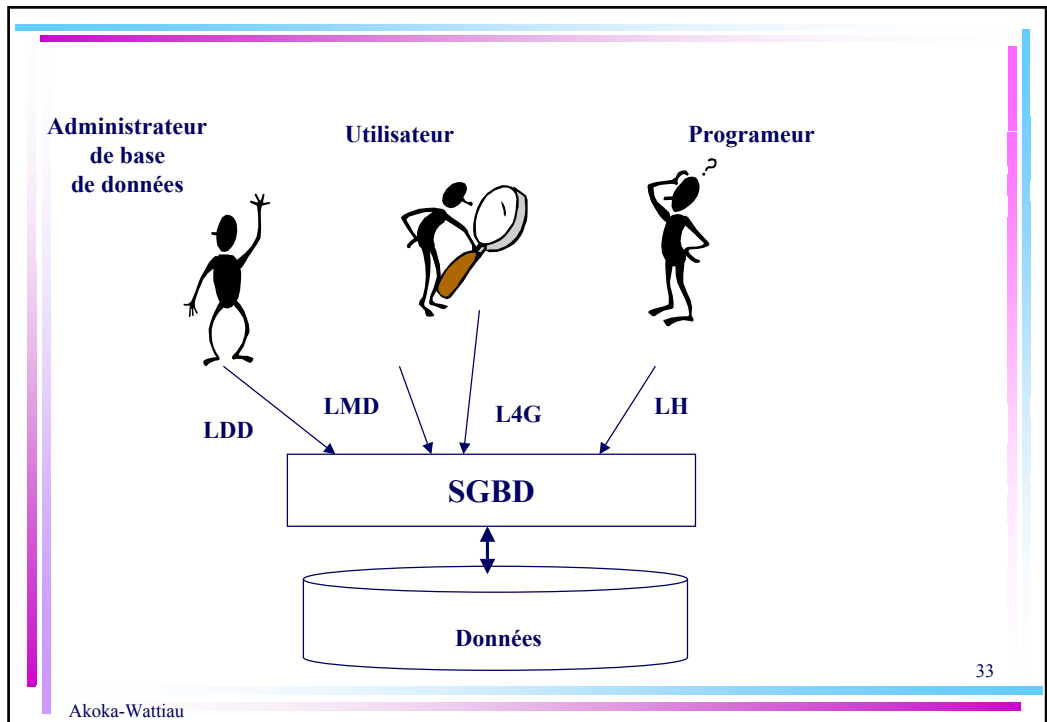 Administrateur
de base
de données
Utilisateur
Programeur
?
LDD
LMD
L4G
LH
SGBD
Données
33
Akoka-Wattiau